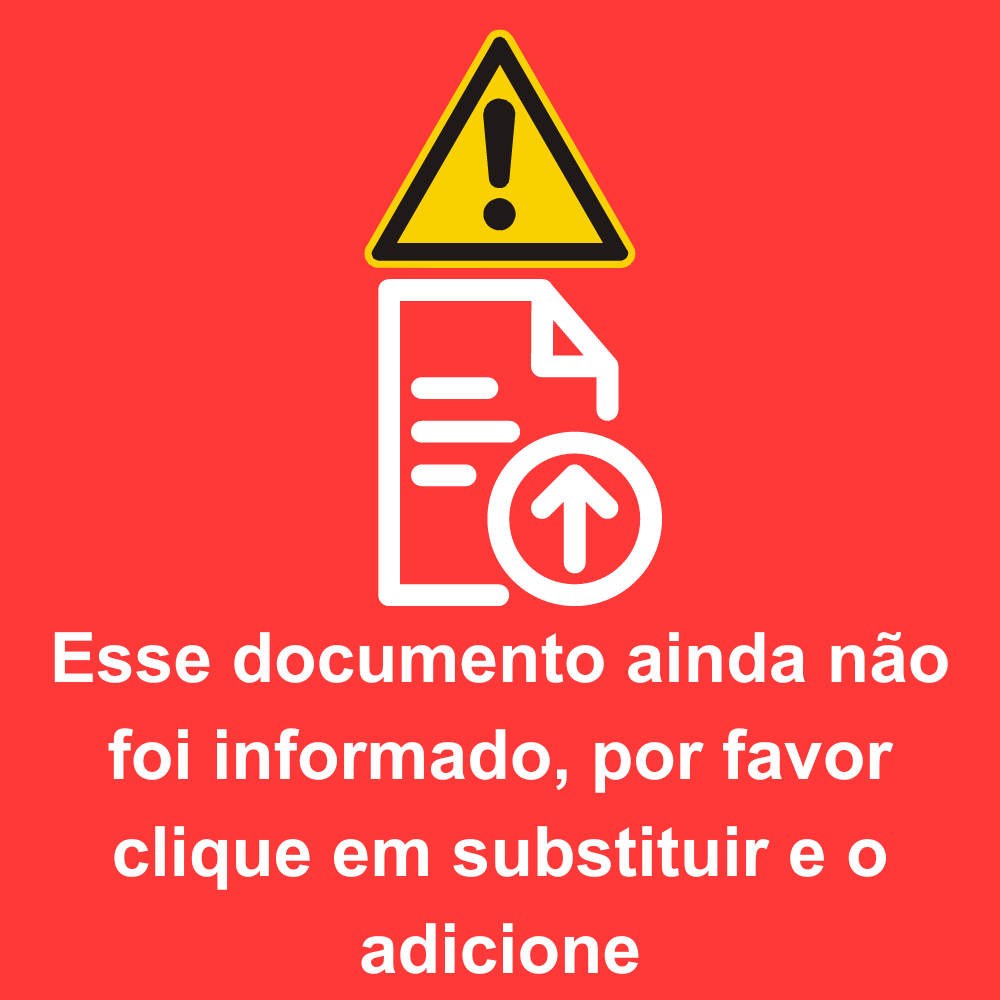 Esse documento ainda não
foi informado, por favor
clique em substituir e o
adicione